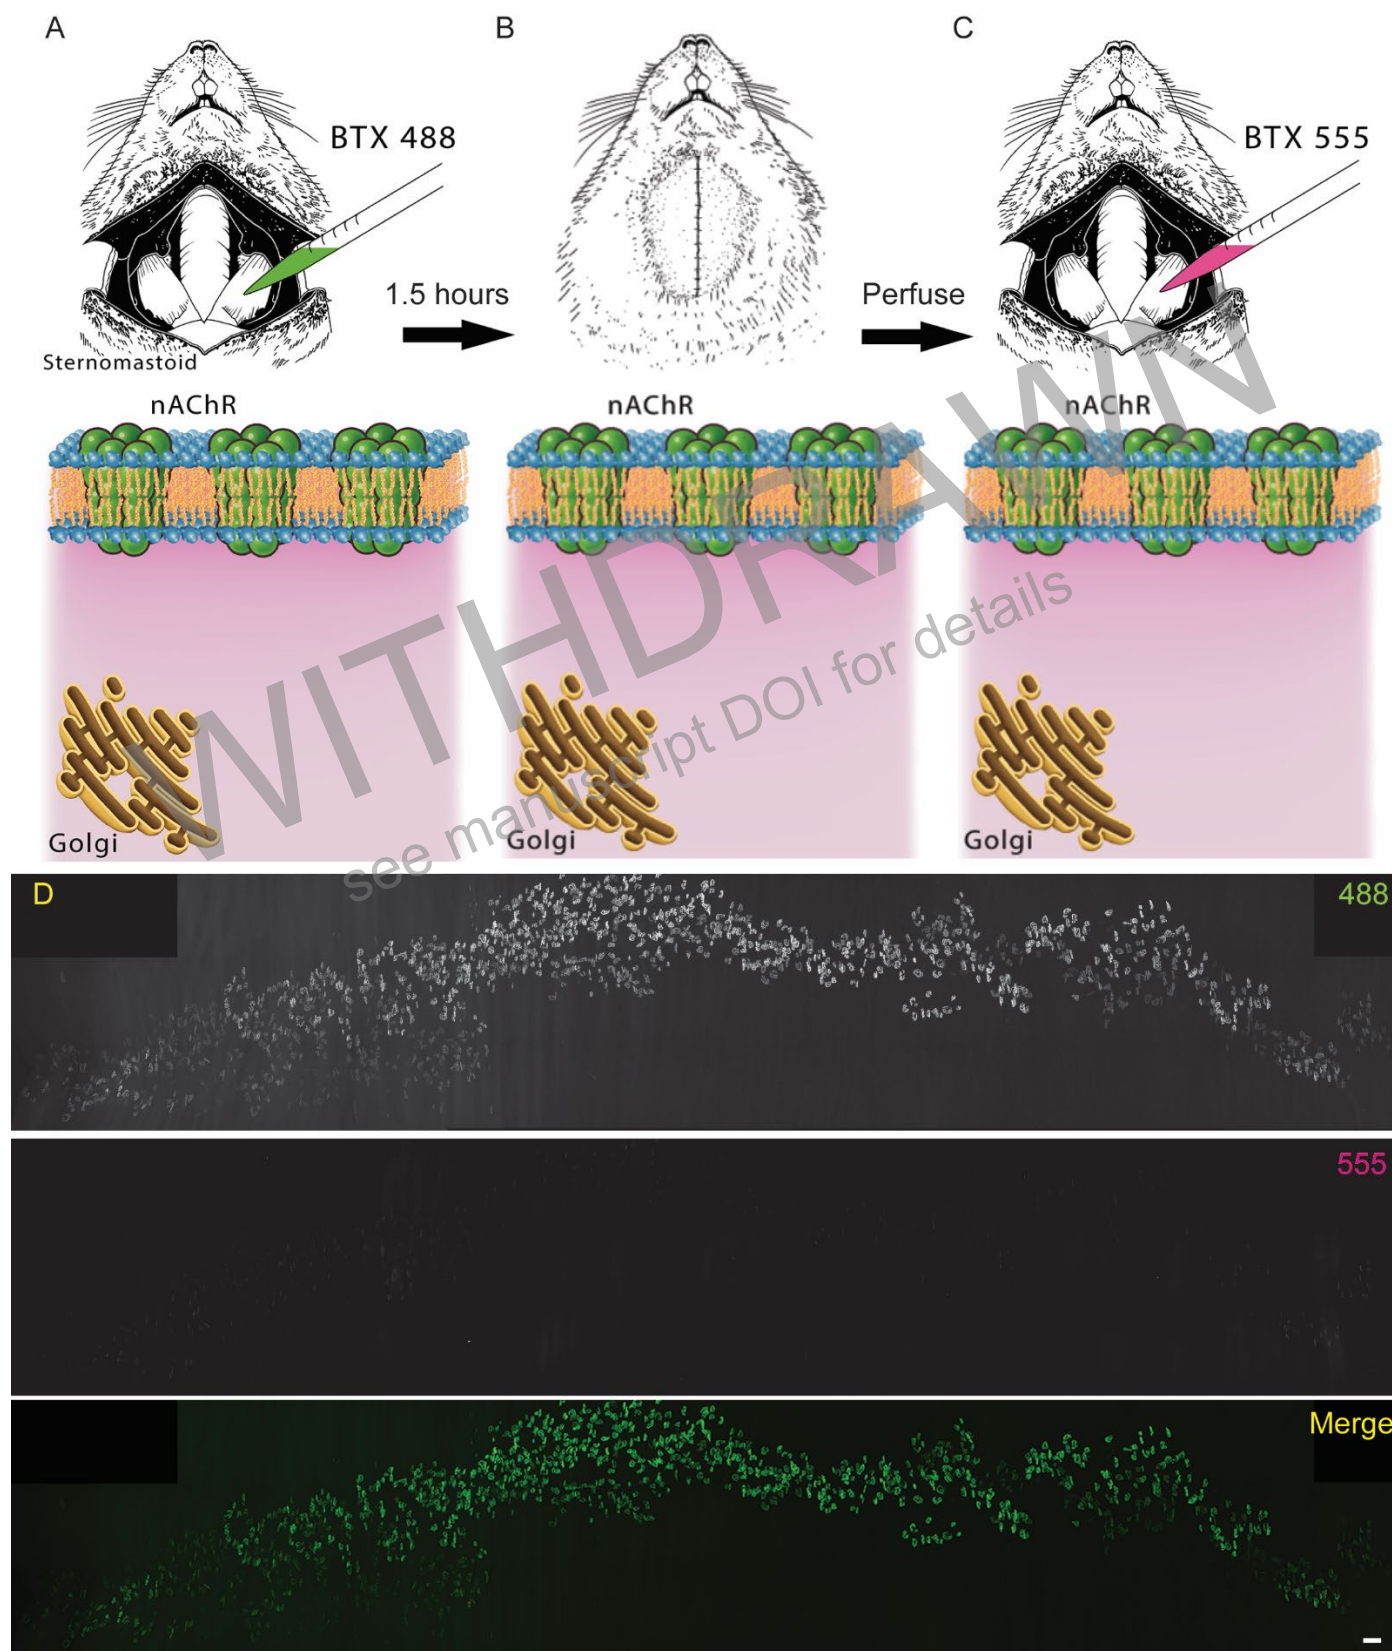 A
B
C
BTX 488
BTX 555
1.5 hours
Perfuse
Sternomastoid
nAChR
nAChR
nAChR
WITHDRAWN
see manuscript DOI for details
Golgi
Golgi
Golgi
D
488
555
Merge